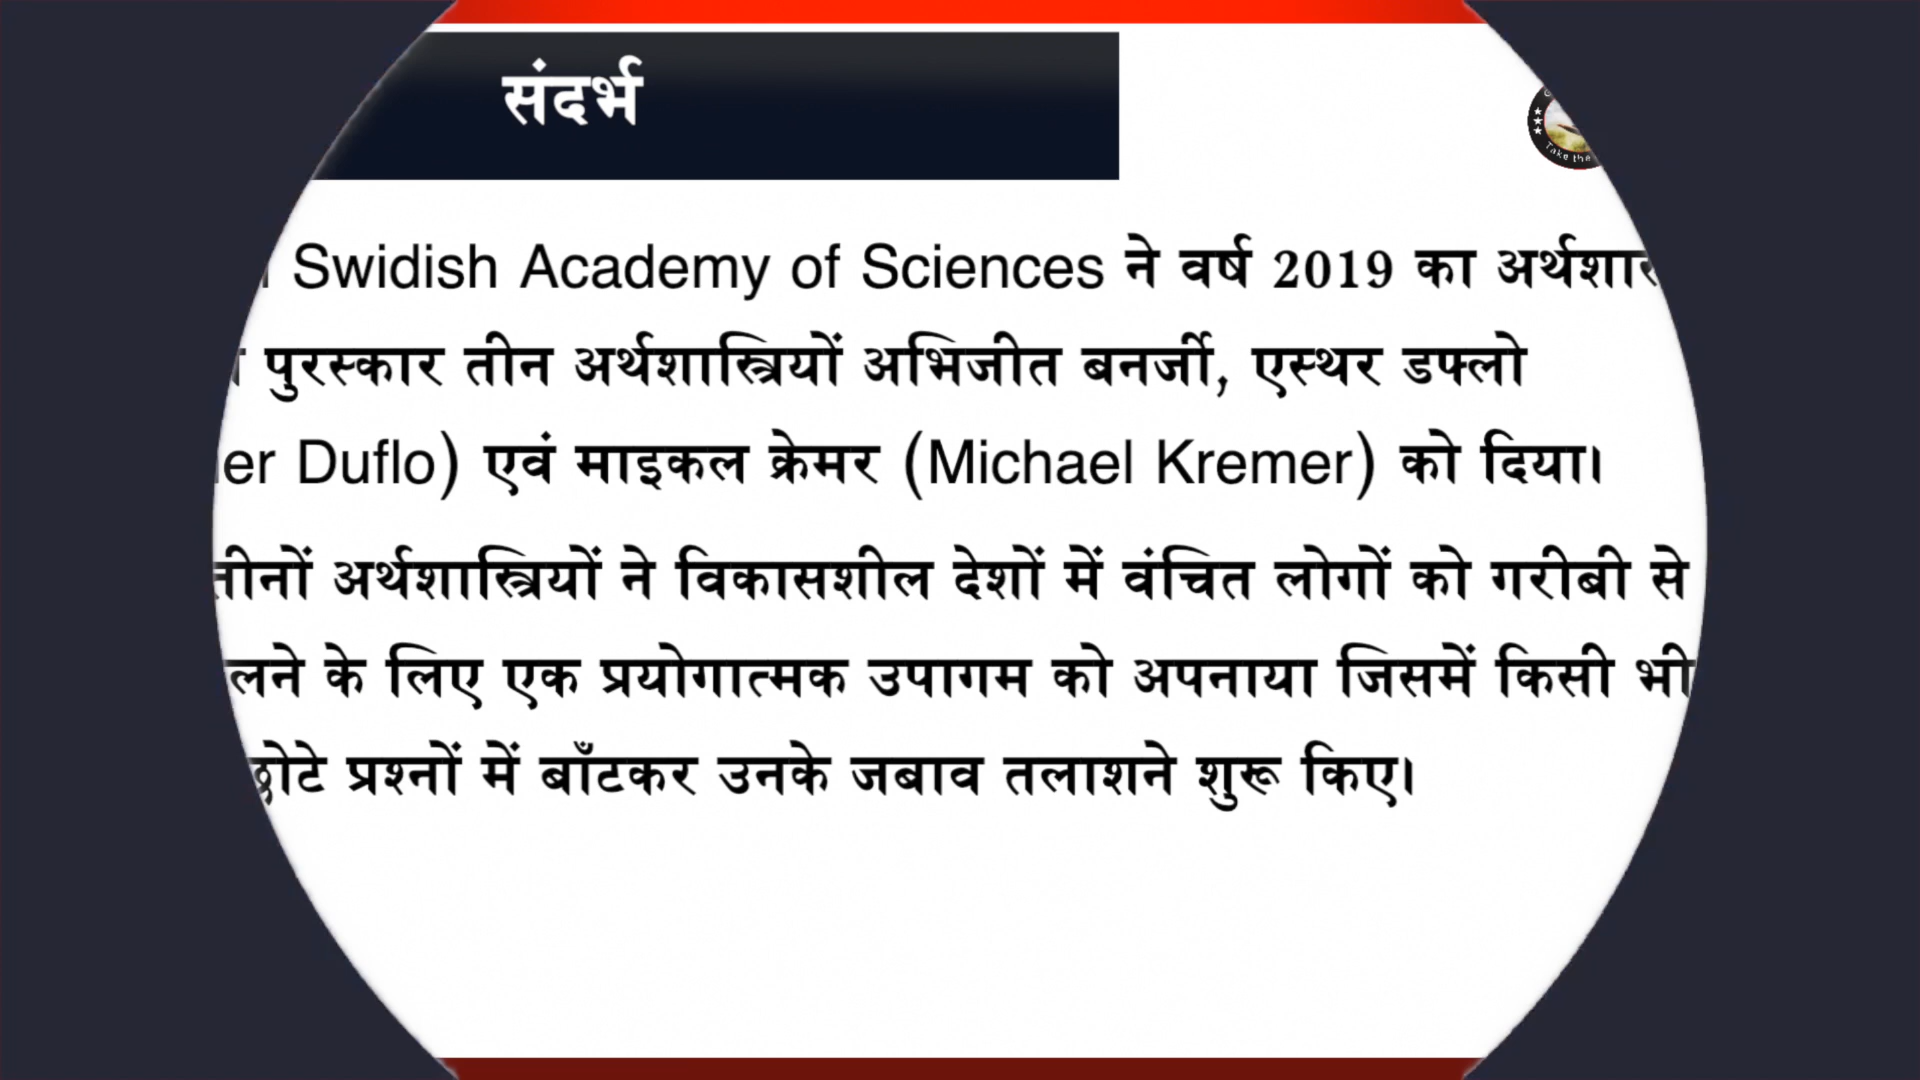 संदर्भ
Take the
Swidish Academy of Sciences ने वर्ष 2019 का
पुरस्कार तीन अर्थशास्त्रियों अभिजीत बनर्जी, एस्थर डफ्लो
er Duflo) एवं माइकल क्रेमर (Michael Kremer) को दिया।
तीनों अर्थशास्त्रियों ने विकासशील देशों में वंचित लोगों को गरीबी से
लने के लिए एक प्रयोगात्मक उपागम को अपनाया जिसमें किसी भी
छोटे प्रश्नों में बाँटकर उनके जबाव तलाशने शुरू किए।